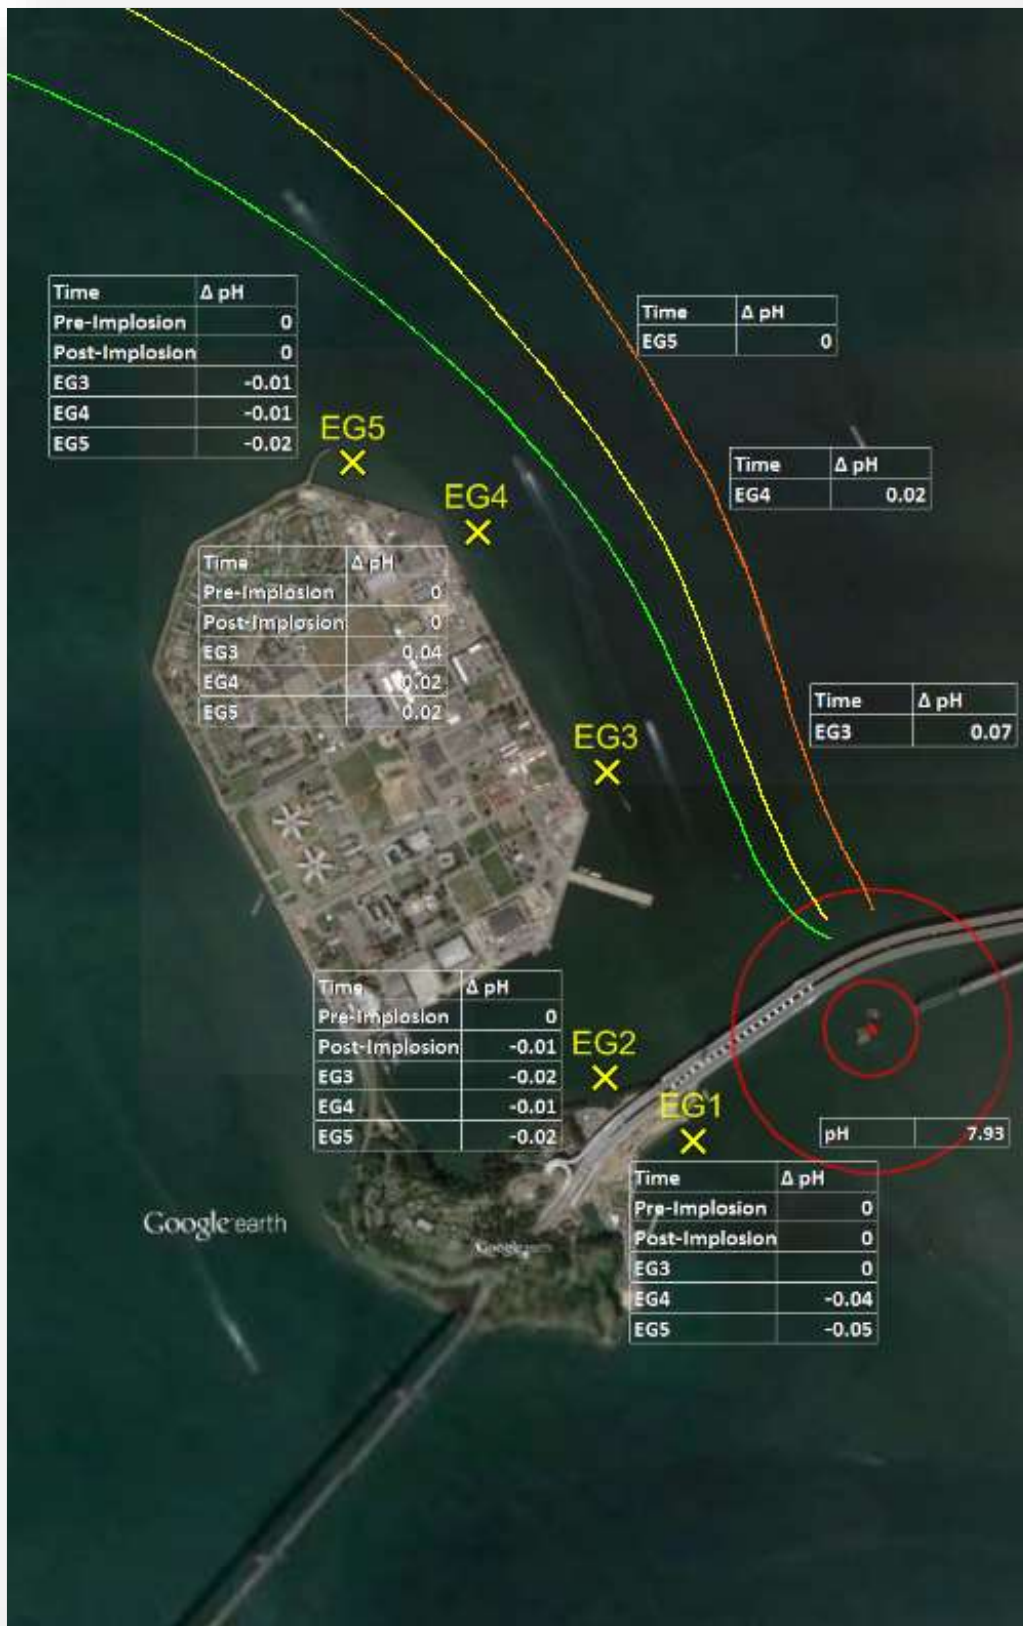 Time Δ pH
Pre-Implosion 0
Post-Implosion 0
EG3 -0.01
EG4 -0.01
EG5 -0.02
Time Δ pH
EG5 0
EG5
Time Δ pH
EG4 0.02
EG4
Time Δ pH
Pre-Implosion 0
Post-Implosion 0
EG3 0.04
EG4 0.02
EG5 0.02
Time Δ pH
EG3 0.07
EG3
Time Δ pH
Pre-Implosion 0
Post-Implosion -0.01
EG3 -0.02
EG4 -0.01
EG5 -0.02
EG2
EG1
pH 7.93
Time Δ pH
Pre-Implosion 0
Post-Implosion 0
EG3 0
EG4 -0.04
EG5 -0.05
Google earth
Google earth